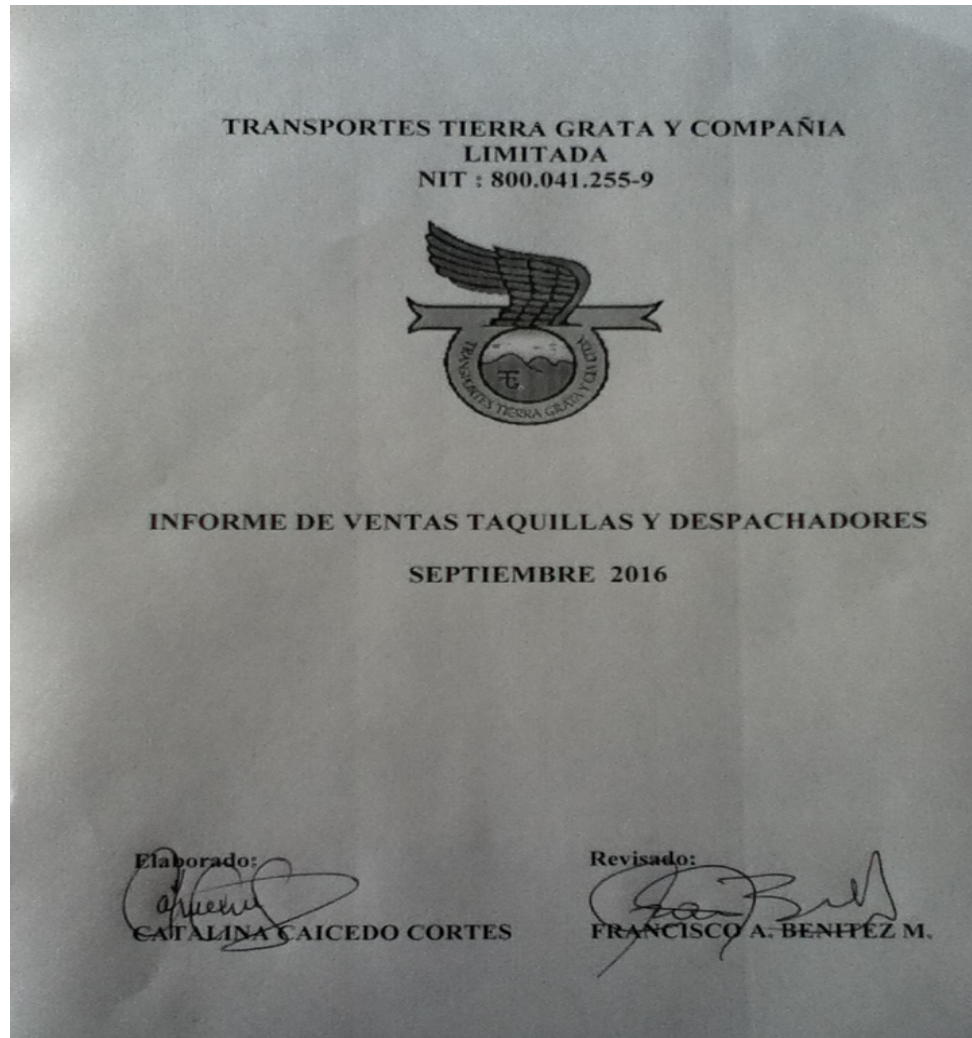 TRANSPORTES TIERRA GRATA Y COMPAÑIA
LIMITADA
NIT : 800.041.255-9
TRANSPORTES TIERRA GRATA Y CIA LTDA
INFORME DE VENTAS TAQUILLAS Y DESPACHADORES
SEPTIEMBRE 2016
Elaborado:
CATALINA CAICEDO CORTES
Revisado:
FRANCISCO A. BENITEZ M.